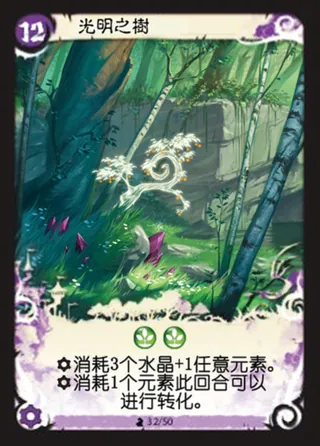 12
光明之樹
消耗3个水晶+1任意元素。
消耗1个元素此回合可以
进行转化。
32/50